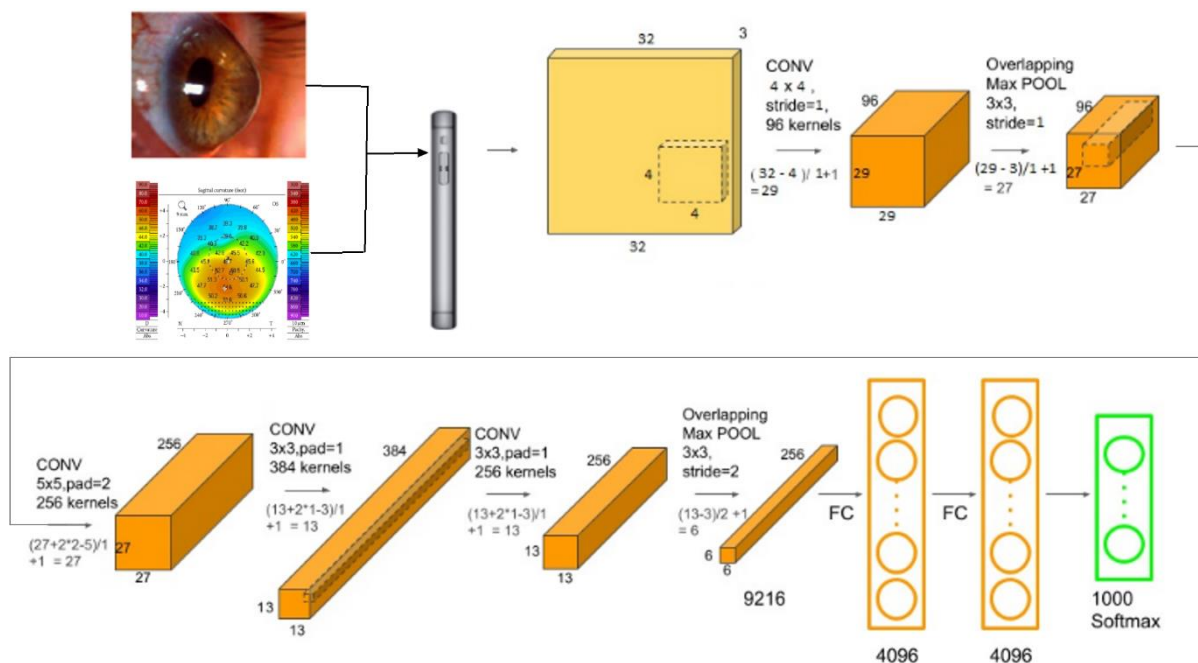 Sagittal curvature (front)
32
3
4
4
32
CONV
4 x 4 ,
stride=1,
96 kernels
(32 - 4)/ 1+1
= 29
96
29
29
Overlapping
Max POOL
3x3,
stride=1
(29 - 3)/1 +1
= 27
96
27
27
CONV
5x5,pad=2
256 kernels
(27+2*2-5)/1
+1 = 27
256
27
27
CONV
3x3,pad=1
384 kernels
(13+2*1-3)/1
+1 = 13
384
13
13
CONV
3x3,pad=1
256 kernels
(13+2*1-3)/1
+1 = 13
256
13
13
Overlapping
Max POOL
3x3,
stride=2
(13-3)/2 +1
= 6
256
6
6
9216
FC
4096
FC
4096
1000
Softmax